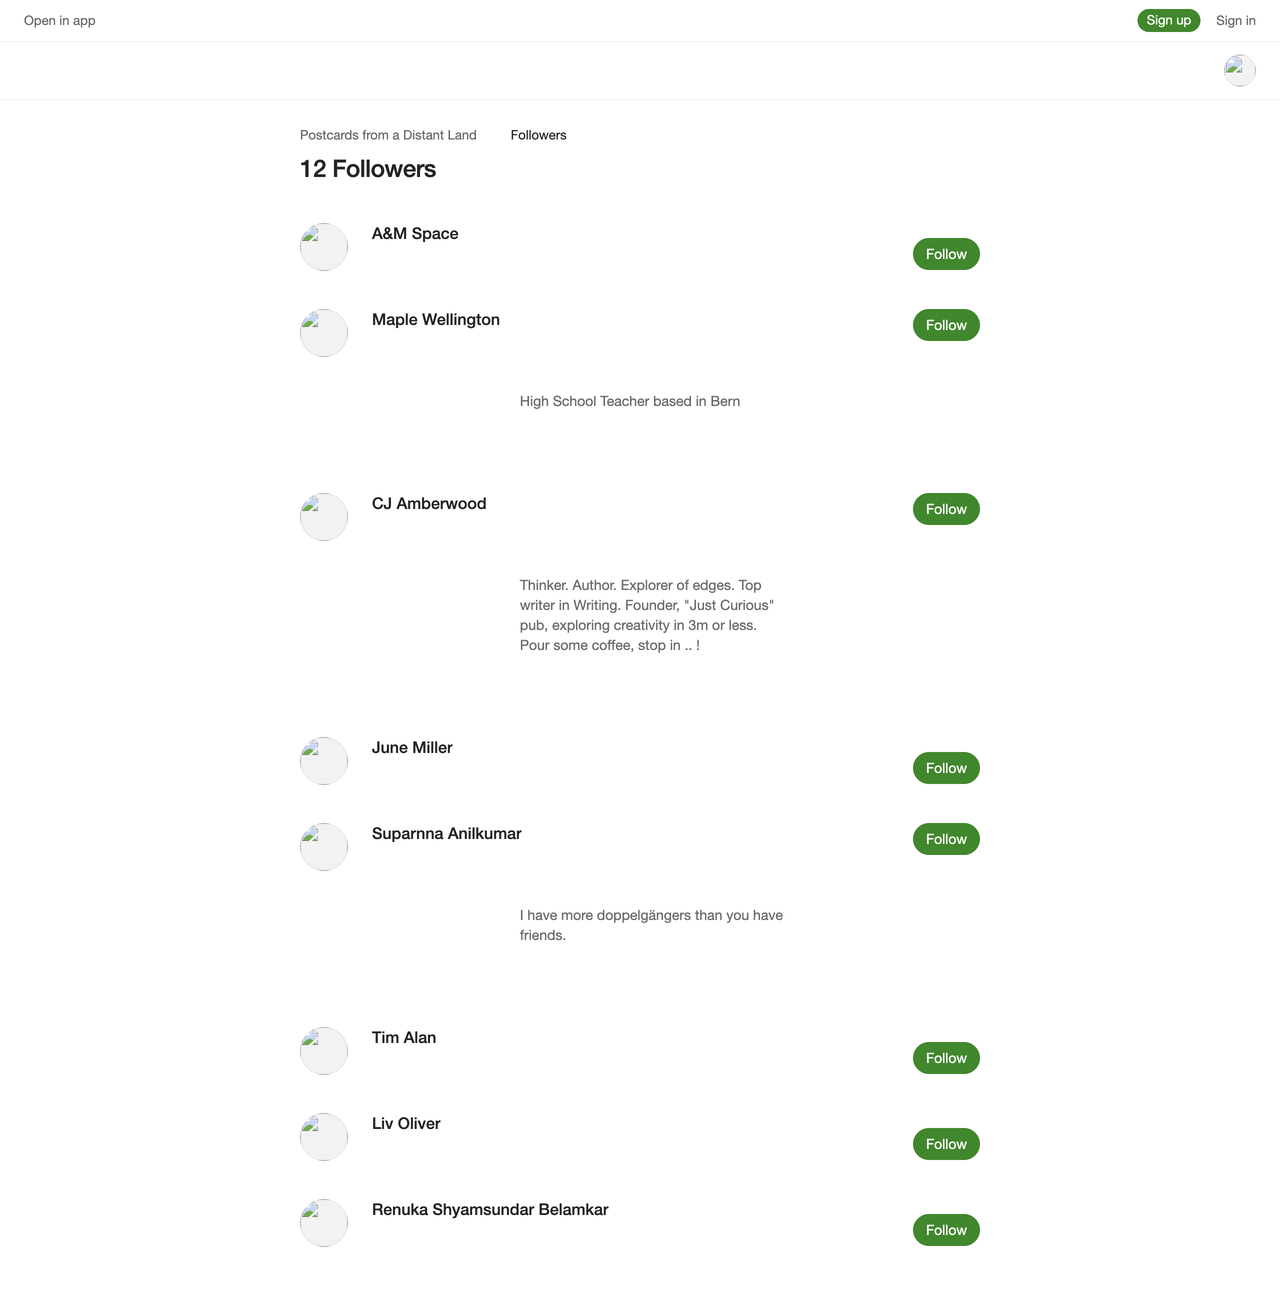 Open in app
Sign up
Sign in
Postcards from a Distant Land
Followers
12 Followers
A&M Space
Follow
Maple Wellington
Follow
High School Teacher based in Bern
CJ Amberwood
Follow
Thinker. Author. Explorer of edges. Top
writer in Writing. Founder, "Just Curious"
pub, exploring creativity in 3m or less.
Pour some coffee, stop in .. !
June Miller
Follow
Suparnna Anilkumar
Follow
I have more doppelgängers than you have
friends.
Tim Alan
Follow
Liv Oliver
Follow
Renuka Shyamsundar Belamkar
Follow